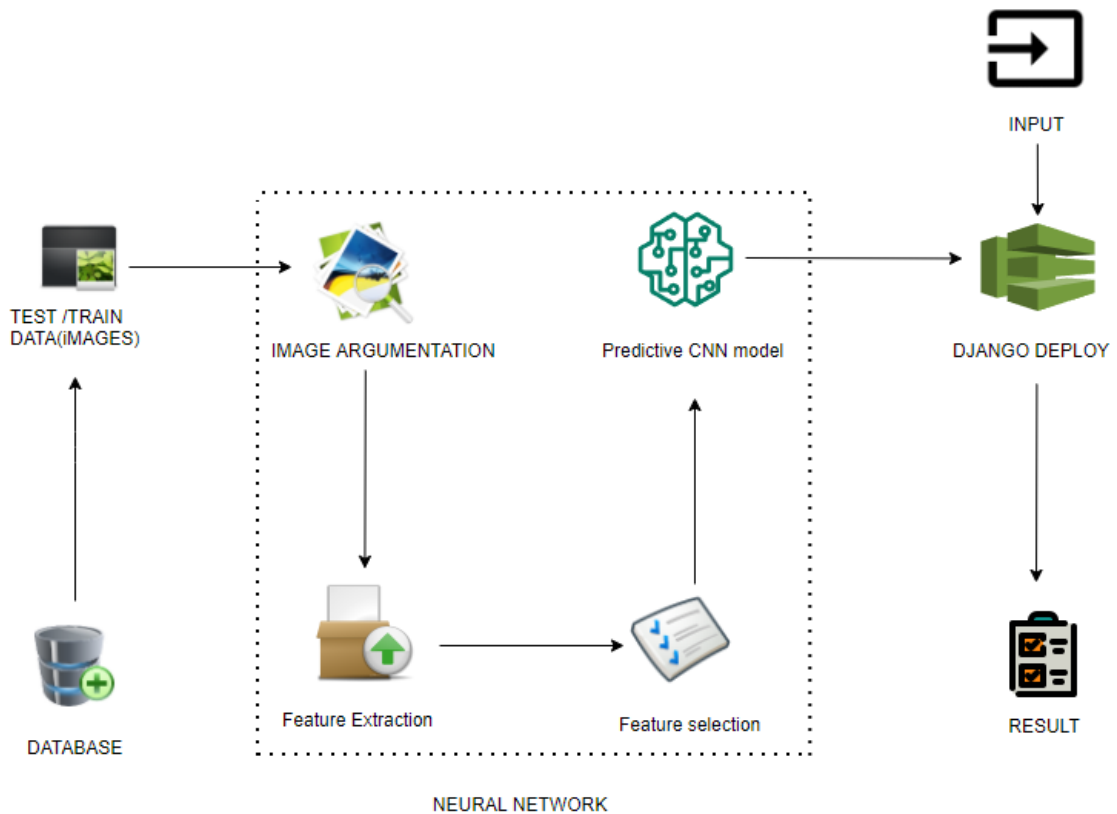 INPUT
TEST /TRAIN
DATA(iMAGES)
IMAGE ARGUMENTATION
Predictive CNN model
DJANGO DEPLOY
Feature Extraction
Feature selection
RESULT
DATABASE
NEURAL NETWORK